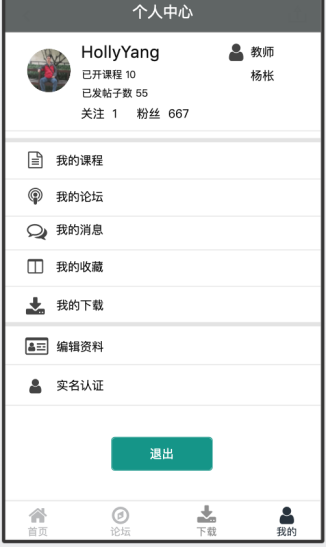 个人中心
HollyYang
教师
已开课程 10
杨枨
已发帖子数 55
关注 1 粉丝 667
我的课程
我的论坛
我的消息
我的收藏
我的下载
编辑资料
实名认证
退出
首页 论坛 下载 我的